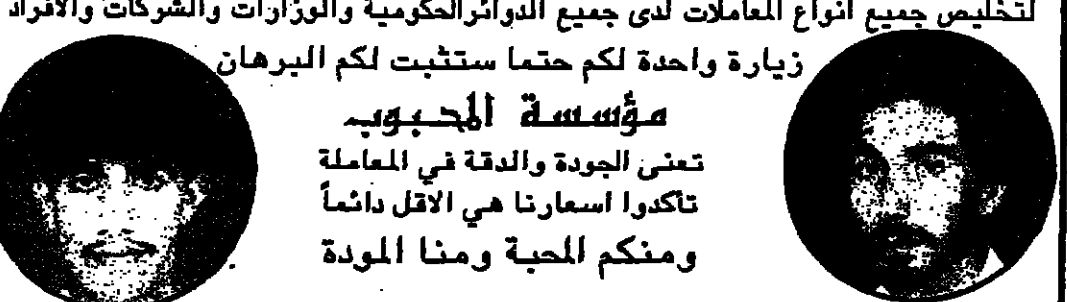 لتخليص جميع انواع المعاملات لدى جميع الدوائرالحكومية والوزارات والشركات والافراد
زيارة واحدة لكم حتما ستثبت لكم البرهان
مؤسسة المحبوب
تعنى الجودة والدقة في المعاملة
تاكدوا اسعارنا هي الاقل دائماً
ومنكم المحبة ومنا المودة